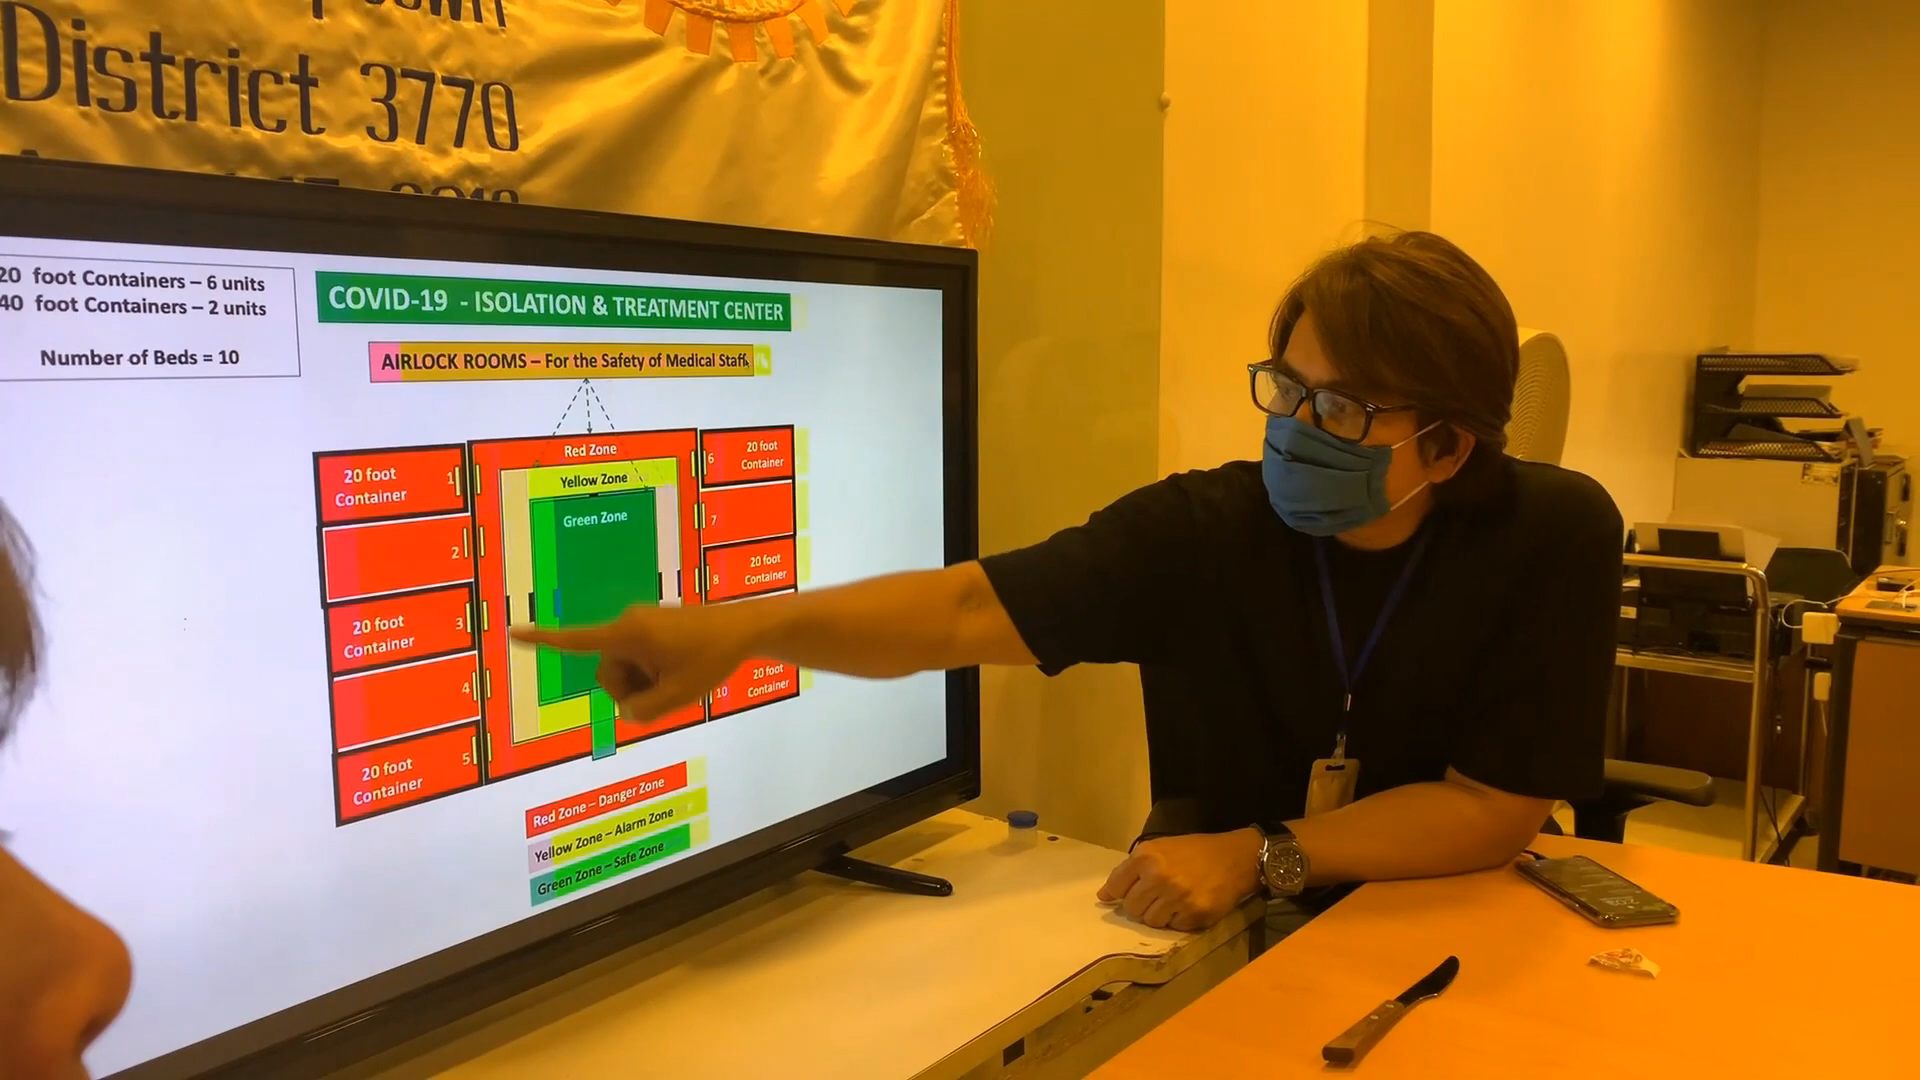 District 3770
20 foot Containers – 6 units
40 foot Containers – 2 units
Number of Beds = 10
COVID-19 - ISOLATION & TREATMENT CENTER
AIRLOCK ROOMS – For the Safety of Medical Staff
Red Zone
Yellow Zone
Green Zone
20 foot
Container
1
2
20 foot
Container
3
4
20 foot
Container
5
6
20 foot
Container
7
8
20 foot
Container
10
20 foot
Container
Red Zone – Danger Zone
Yellow Zone – Alarm Zone
Green Zone – Safe Zone